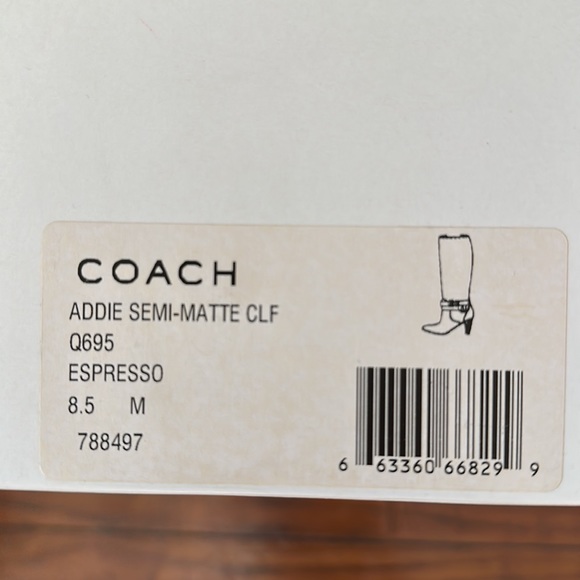 COACH
ADDIE SEMI-MATTE CLF
Q695
ESPRESSO
8.5 M
788497
6 63360 66829 9